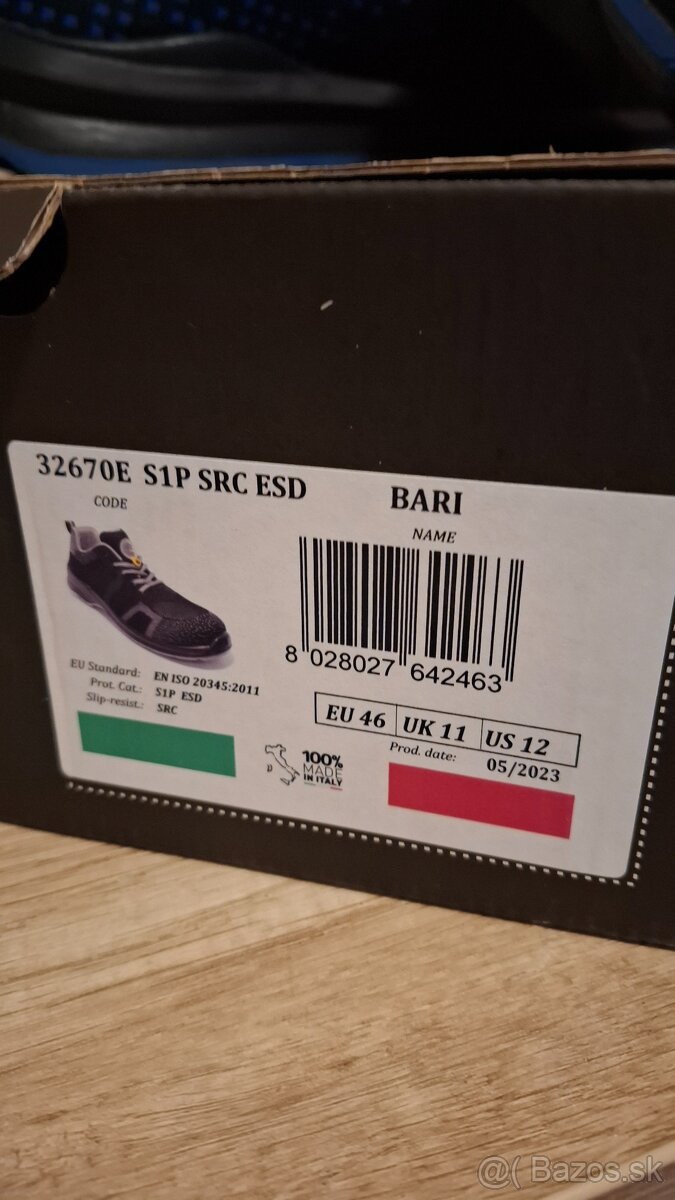 32670E S1P SRC ESD
CODE
BARI
NAME
8 028027 642463
EU Standard: EN ISO 20345:2011
Prot. Cat.: S1P ESD
Slip-resist.: SRC
EU 46 UK 11 US 12
Prod. date: 05/2023
100%
MADE
IN ITALY
@( Bazos.sk